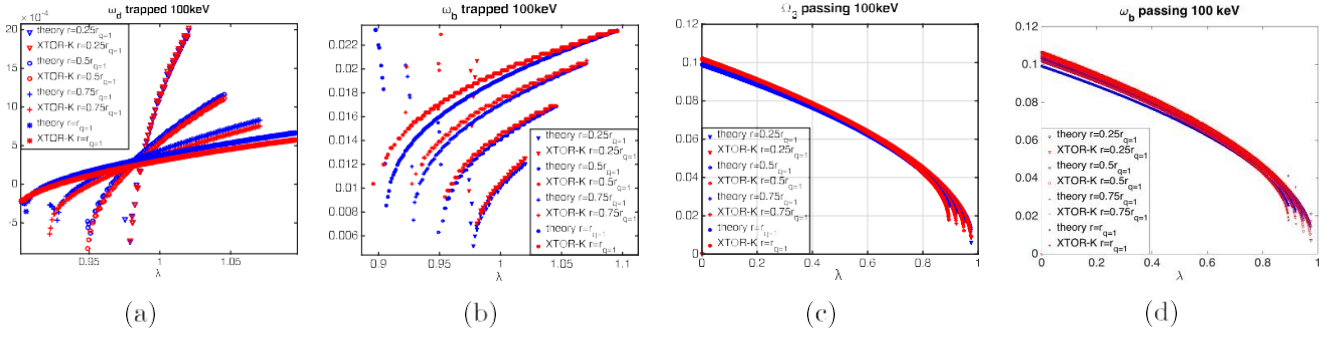 ω_d trapped 100keV
×10^-4
20
15
10
5
0
-5
0.95
1
1.05
λ
theory r=0.25r_q=1
XTOR-K r=0.25r_q=1
theory r=0.5r_q=1
XTOR-K r=0.5r_q=1
theory r=0.75r_q=1
XTOR-K r=0.75r_q=1
theory r=r_q=1
XTOR-K r=r_q=1
(a)
ω_b trapped 100keV
0.022
0.02
0.018
0.016
0.014
0.012
0.01
0.008
0.006
0.9
0.95
1
1.05
1.1
λ
theory r=0.25r_q=1
XTOR-K r=0.25r_q=1
theory r=0.5r_q=1
XTOR-K r=0.5r_q=1
theory r=0.75r_q=1
XTOR-K r=0.75r_q=1
theory r=r_q=1
XTOR-K r=r_q=1
(b)
Ω_3 passing 100keV
0.12
0.1
0.08
0.06
0.04
0.02
0
0
0.2
0.4
0.6
0.8
1
λ
theory r=0.25r_q=1
XTOR-K r=0.25r_q=1
theory r=0.5r_q=1
XTOR-K r=0.5r_q=1
theory r=0.75r_q=1
XTOR-K r=0.75r_q=1
theory r=r_q=1
XTOR-K r=r_q=1
(c)
ω_b passing 100 keV
0.12
0.1
0.08
0.06
0.04
0.02
0
0
0.2
0.4
0.6
0.8
1
λ
theory r=0.25r_q=1
XTOR-K r=0.25r_q=1
theory r=0.5r_q=1
XTOR-K r=0.5r_q=1
theory r=0.75r_q=1
XTOR-K r=0.75r_q=1
theory r=r_q=1
XTOR-K r=r_q=1
(d)